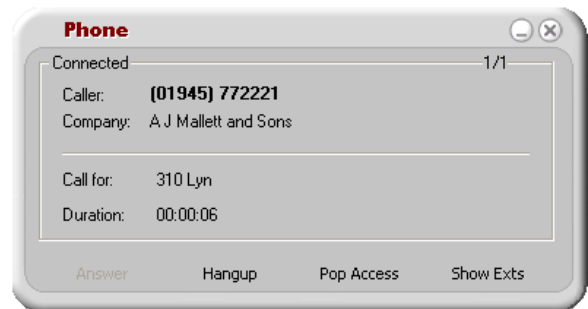 Phone
Connected 1/1
Caller: (01945) 772221
Company: A J Mallett and Sons
Call for: 310 Lyn
Duration: 00:00:06
Answer Hangup Pop Access Show Exts